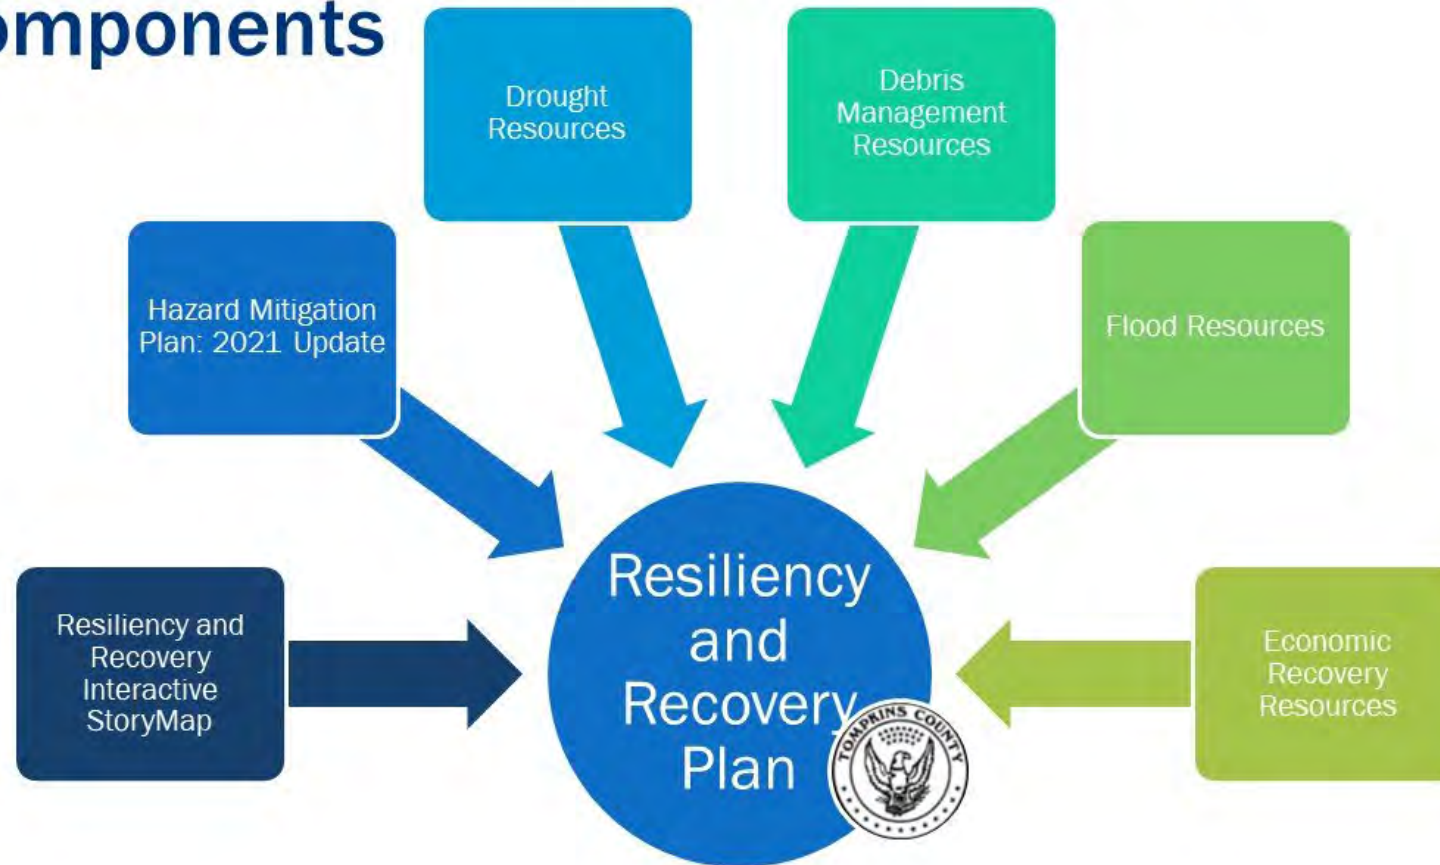 omponents
Drought
Resources
Debris
Management
Resources
Hazard Mitigation
Plan: 2021 Update
Flood Resources
Resiliency and
Recovery
Interactive
StoryMap
Resiliency
and
Recovery
Plan
TOMPKINS COUNTY
Economic
Recovery
Resources